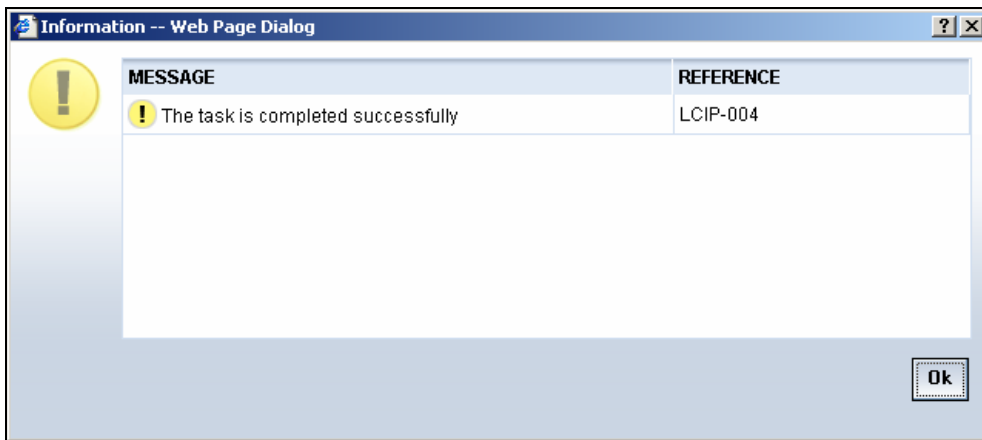 Information -- Web Page Dialog
MESSAGE REFERENCE
The task is completed successfully LCIP-004
Ok